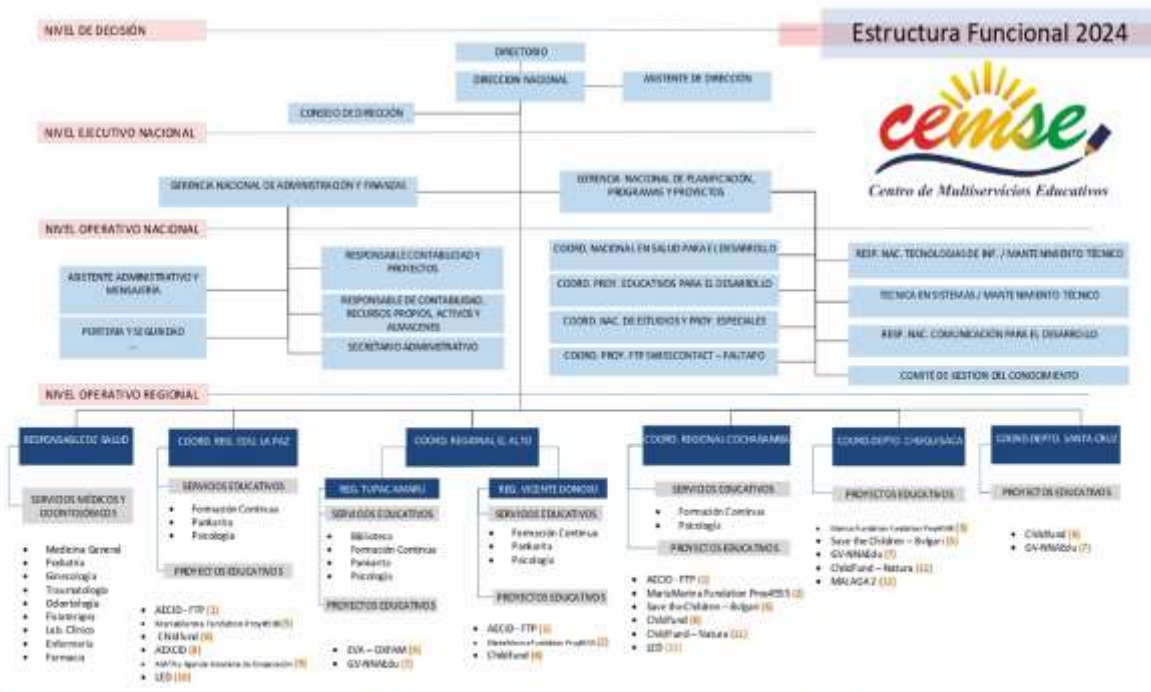 NIVEL DE DECISIÓN
Estructura Funcional 2024
DIRECTORIO
DIRECCION NACIONAL
ASISTENTE DE DIRECCIÓN
CONSEJO DE DIRECCIÓN
cemse
Centro de Multiservicios Educativos
NIVEL EJECUTIVO NACIONAL
GERENCIA NACIONAL DE ADMINISTRACIÓN Y FINANZAS
GERENCIA NACIONAL DE PLANIFICACIÓN,
PROGRAMAS Y PROYECTOS
NIVEL OPERATIVO NACIONAL
ASISTENTE ADMINISTRATIVO Y
MENSAJERÍA
PORTERIA Y SEGURIDAD
...
RESPONSABLE CONTABILIDAD Y
PROYECTOS
RESPONSABLE DE CONTABILIDAD,
RECURSOS PROPIOS, ACTIVOS Y
ALMACENES
SECRETARIO ADMINISTRATIVO
COORD. NACIONAL EN SALUD PARA EL DESARROLLO
COORD. PROY. EDUCATIVOS PARA EL DESARROLLO
COORD. NAC. DE ESTUDIOS Y PROY. ESPECIALES
COORD. PROY. FTP SWISSCONTACT – FAUTAPO
RESP. NAC. TECNOLOGIAS DE INF. / MANTENIMIENTO TÉCNICO
TECNICA EN SISTEMAS / MANTENIMIENTO TÉCNICO
RESP. NAC. COMUNICACIÓN PARA EL DESARROLLO
COMITÉ DE GESTION DEL CONOCIMIENTO
NIVEL OPERATIVO REGIONAL
RESPONSABLE DE SALUD
SERVICIOS MÉDICOS Y
ODONTOLÓGICOS
• Medicina General
• Pediatría
• Ginecología
• Traumatología
• Odontología
• Fisioterapia
• Lab. Clínico
• Enfermería
• Farmacia
COORD. REG. EDU. LA PAZ
SERVICIOS EDUCATIVOS
• Formación Continua
• Pankarita
• Psicología
PROYECTOS EDUCATIVOS
• AECID – FTP
• Childfund
• LED (10)
COORD. REGIONAL EL ALTO
REG. TUPAC AMARU
SERVICIOS EDUCATIVOS
• Biblioteca
• Formación Continua
• Pankarita
• Psicología
PROYECTOS EDUCATIVOS
• EVA – OXFAM
• GV-NNAEdu (7)
REG. VICENTE DONOSO
SERVICIOS EDUCATIVOS
• Formación Continua
• Pankarita
• Psicología
PROYECTOS EDUCATIVOS
• AECID – FTP
• Childfund
COORD. REGIONAL COCHABAMBA
SERVICIOS EDUCATIVOS
• Formación Continua
• Psicología
PROYECTOS EDUCATIVOS
• AECID - FTP
• MariaMarina Fundation
• Save the Children – Bvlgari
• Childfund
• ChildFund – Natura (11)
• LED
COORD.DEPTO. CHUQUISACA
PROYECTOS EDUCATIVOS
• Save the Children – Bvlgari
• GV-NNAEdu (7)
• ChildFund – Natura
• MALAGA 2
COORD.DEPTO. SANTA CRUZ
PROYECTOS EDUCATIVOS
• Childfund
• GV-NNAEdu (7)